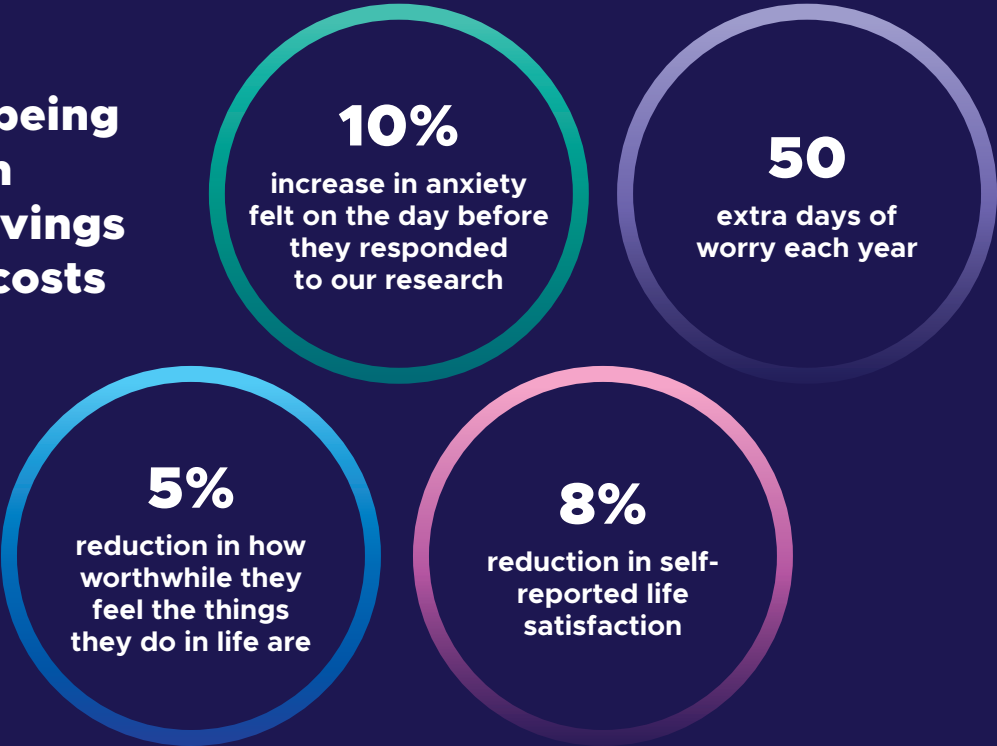 being
vings
costs
10%
increase in anxiety
felt on the day before
they responded
to our research
50
extra days of
worry each year
5%
reduction in how
worthwhile they
feel the things
they do in life are
8%
reduction in self-
reported life
satisfaction